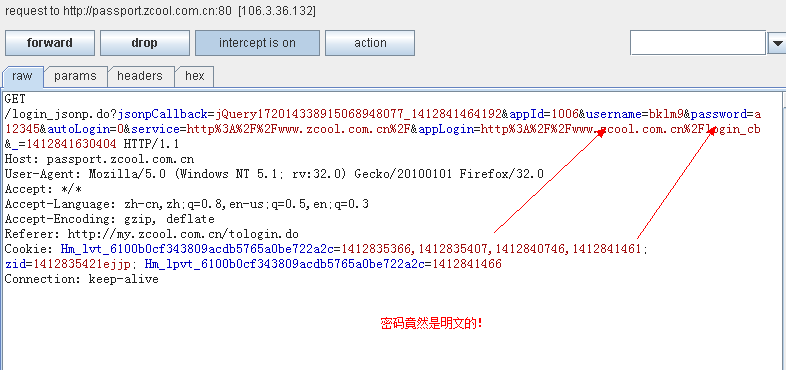 request to http://passport.zcool.com.cn:80 [106.3.36.132]
forward drop intercept is on action
raw params headers hex
GET
/login_jsonp.do?jsonpCallback=jQuery172014338915068948077_1412841464192&appId=1006&username=bklm9&password=a
12345&autoLogin=0&service=http%3A%2F%2Fwww.zcool.com.cn%2F&appLogin=http%3A%2F%2Fwww.zcool.com.cn%2Flogin_cb
&_=1412841630404 HTTP/1.1
Host: passport.zcool.com.cn
User-Agent: Mozilla/5.0 (Windows NT 5.1; rv:32.0) Gecko/20100101 Firefox/32.0
Accept: */*
Accept-Language: zh-cn,zh;q=0.8,en-us;q=0.5,en;q=0.3
Accept-Encoding: gzip, deflate
Referer: http://my.zcool.com.cn/tologin.do
Cookie: Hm_lvt_6100b0cf343809acdb5765a0be722a2c=1412835366,1412835407,1412840746,1412841461;
zid=1412835421ejjp; Hm_lpvt_6100b0cf343809acdb5765a0be722a2c=1412841466
Connection: keep-alive
密码竟然是明文的!